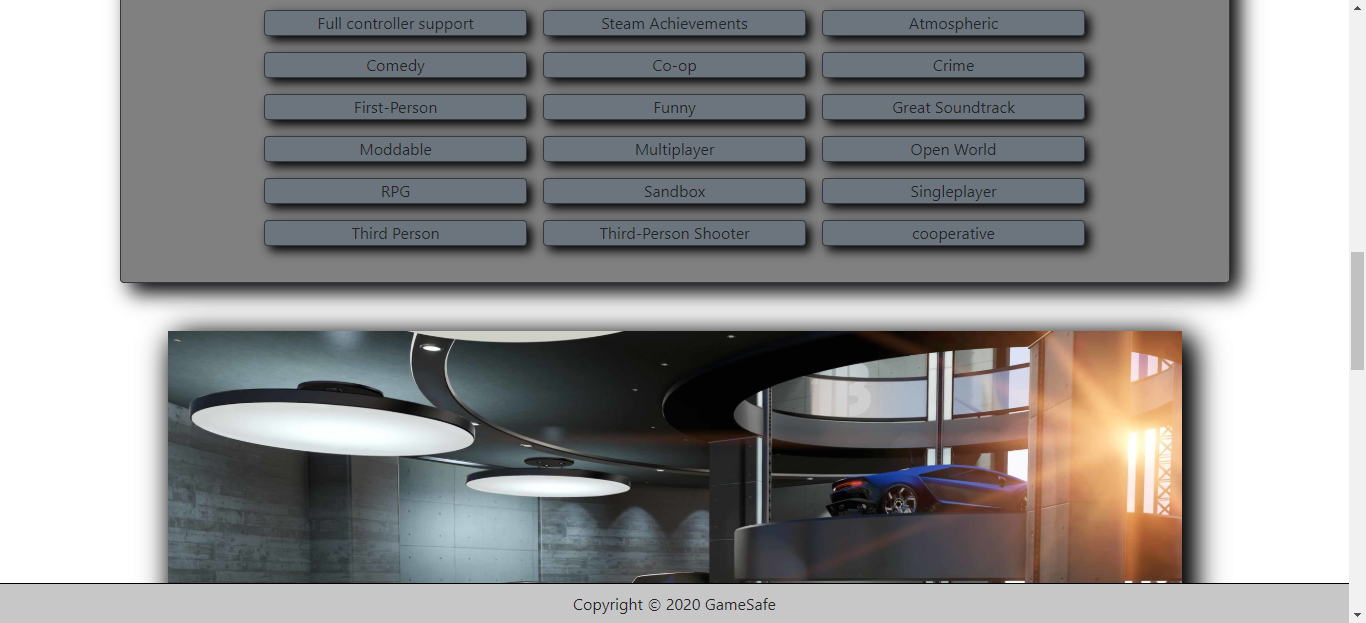 Full controller support
Steam Achievements
Atmospheric
Comedy
Co-op
Crime
First-Person
Funny
Great Soundtrack
Moddable
Multiplayer
Open World
RPG
Sandbox
Singleplayer
Third Person
Third-Person Shooter
cooperative
Copyright © 2020 GameSafe